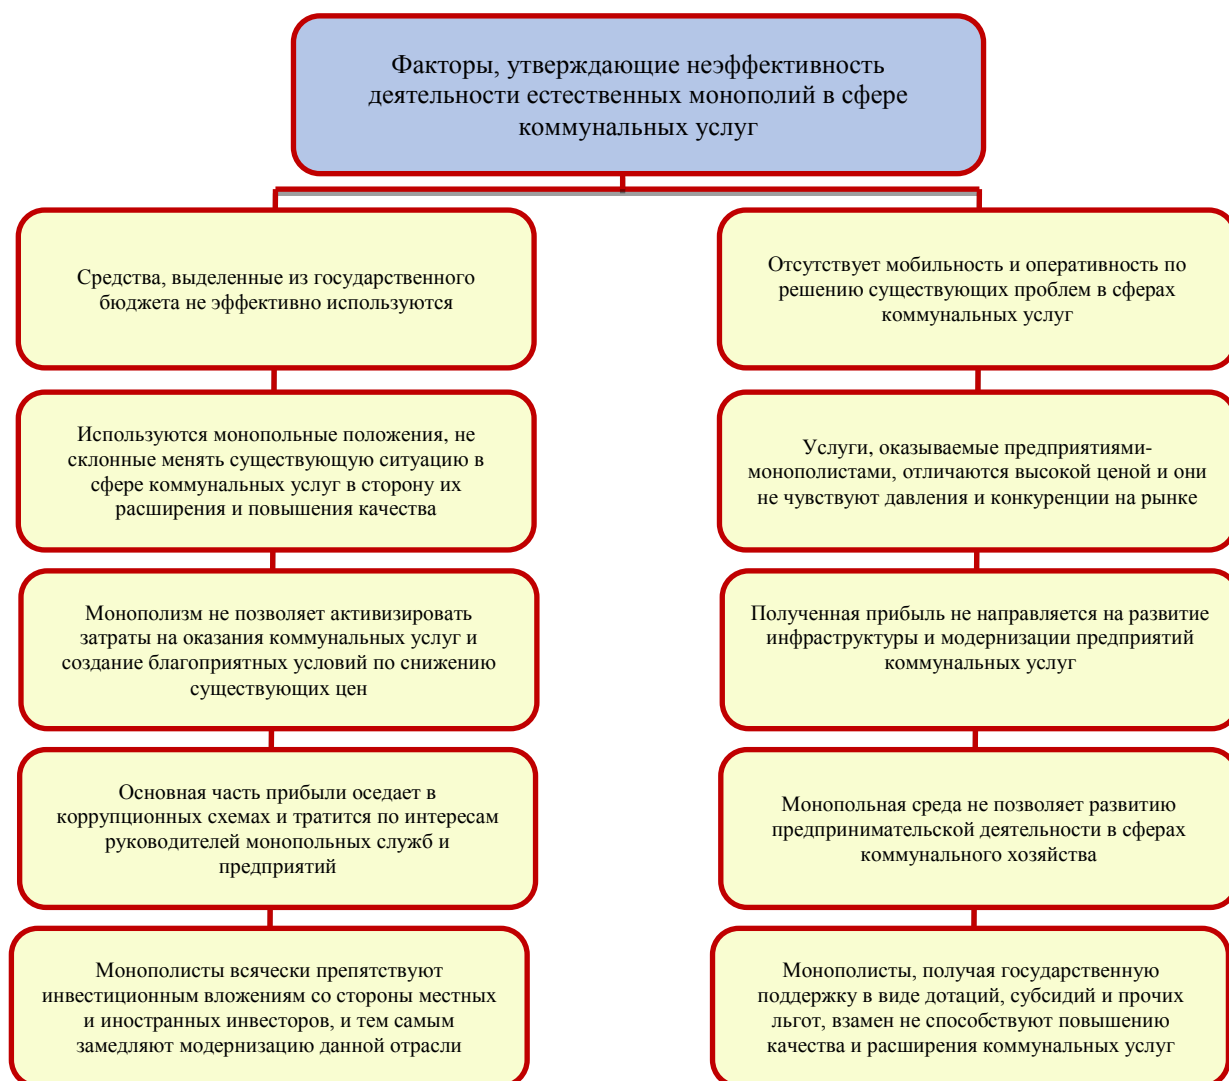 Факторы, утверждающие неэффективность
деятельности естественных монополий в сфере
коммунальных услуг
Средства, выделенные из государственного
бюджета не эффективно используются
Используются монопольные положения, не
склонные менять существующую ситуацию в
сфере коммунальных услуг в сторону их
расширения и повышения качества
Монополизм не позволяет активизировать
затраты на оказания коммунальных услуг и
создание благоприятных условий по снижению
существующих цен
Основная часть прибыли оседает в
коррупционных схемах и тратится по интересам
руководителей монопольных служб и
предприятий
Монополисты всячески препятствуют
инвестиционным вложениям со стороны местных
и иностранных инвесторов, и тем самым
замедляют модернизацию данной отрасли
Отсутствует мобильность и оперативность по
решению существующих проблем в сферах
коммунальных услуг
Услуги, оказываемые предприятиями-
монополистами, отличаются высокой ценой и они
не чувствуют давления и конкуренции на рынке
Полученная прибыль не направляется на развитие
инфраструктуры и модернизации предприятий
коммунальных услуг
Монопольная среда не позволяет развитию
предпринимательской деятельности в сферах
коммунального хозяйства
Монополисты, получая государственную
поддержку в виде дотаций, субсидий и прочих
льгот, взамен не способствуют повышению
качества и расширения коммунальных услуг